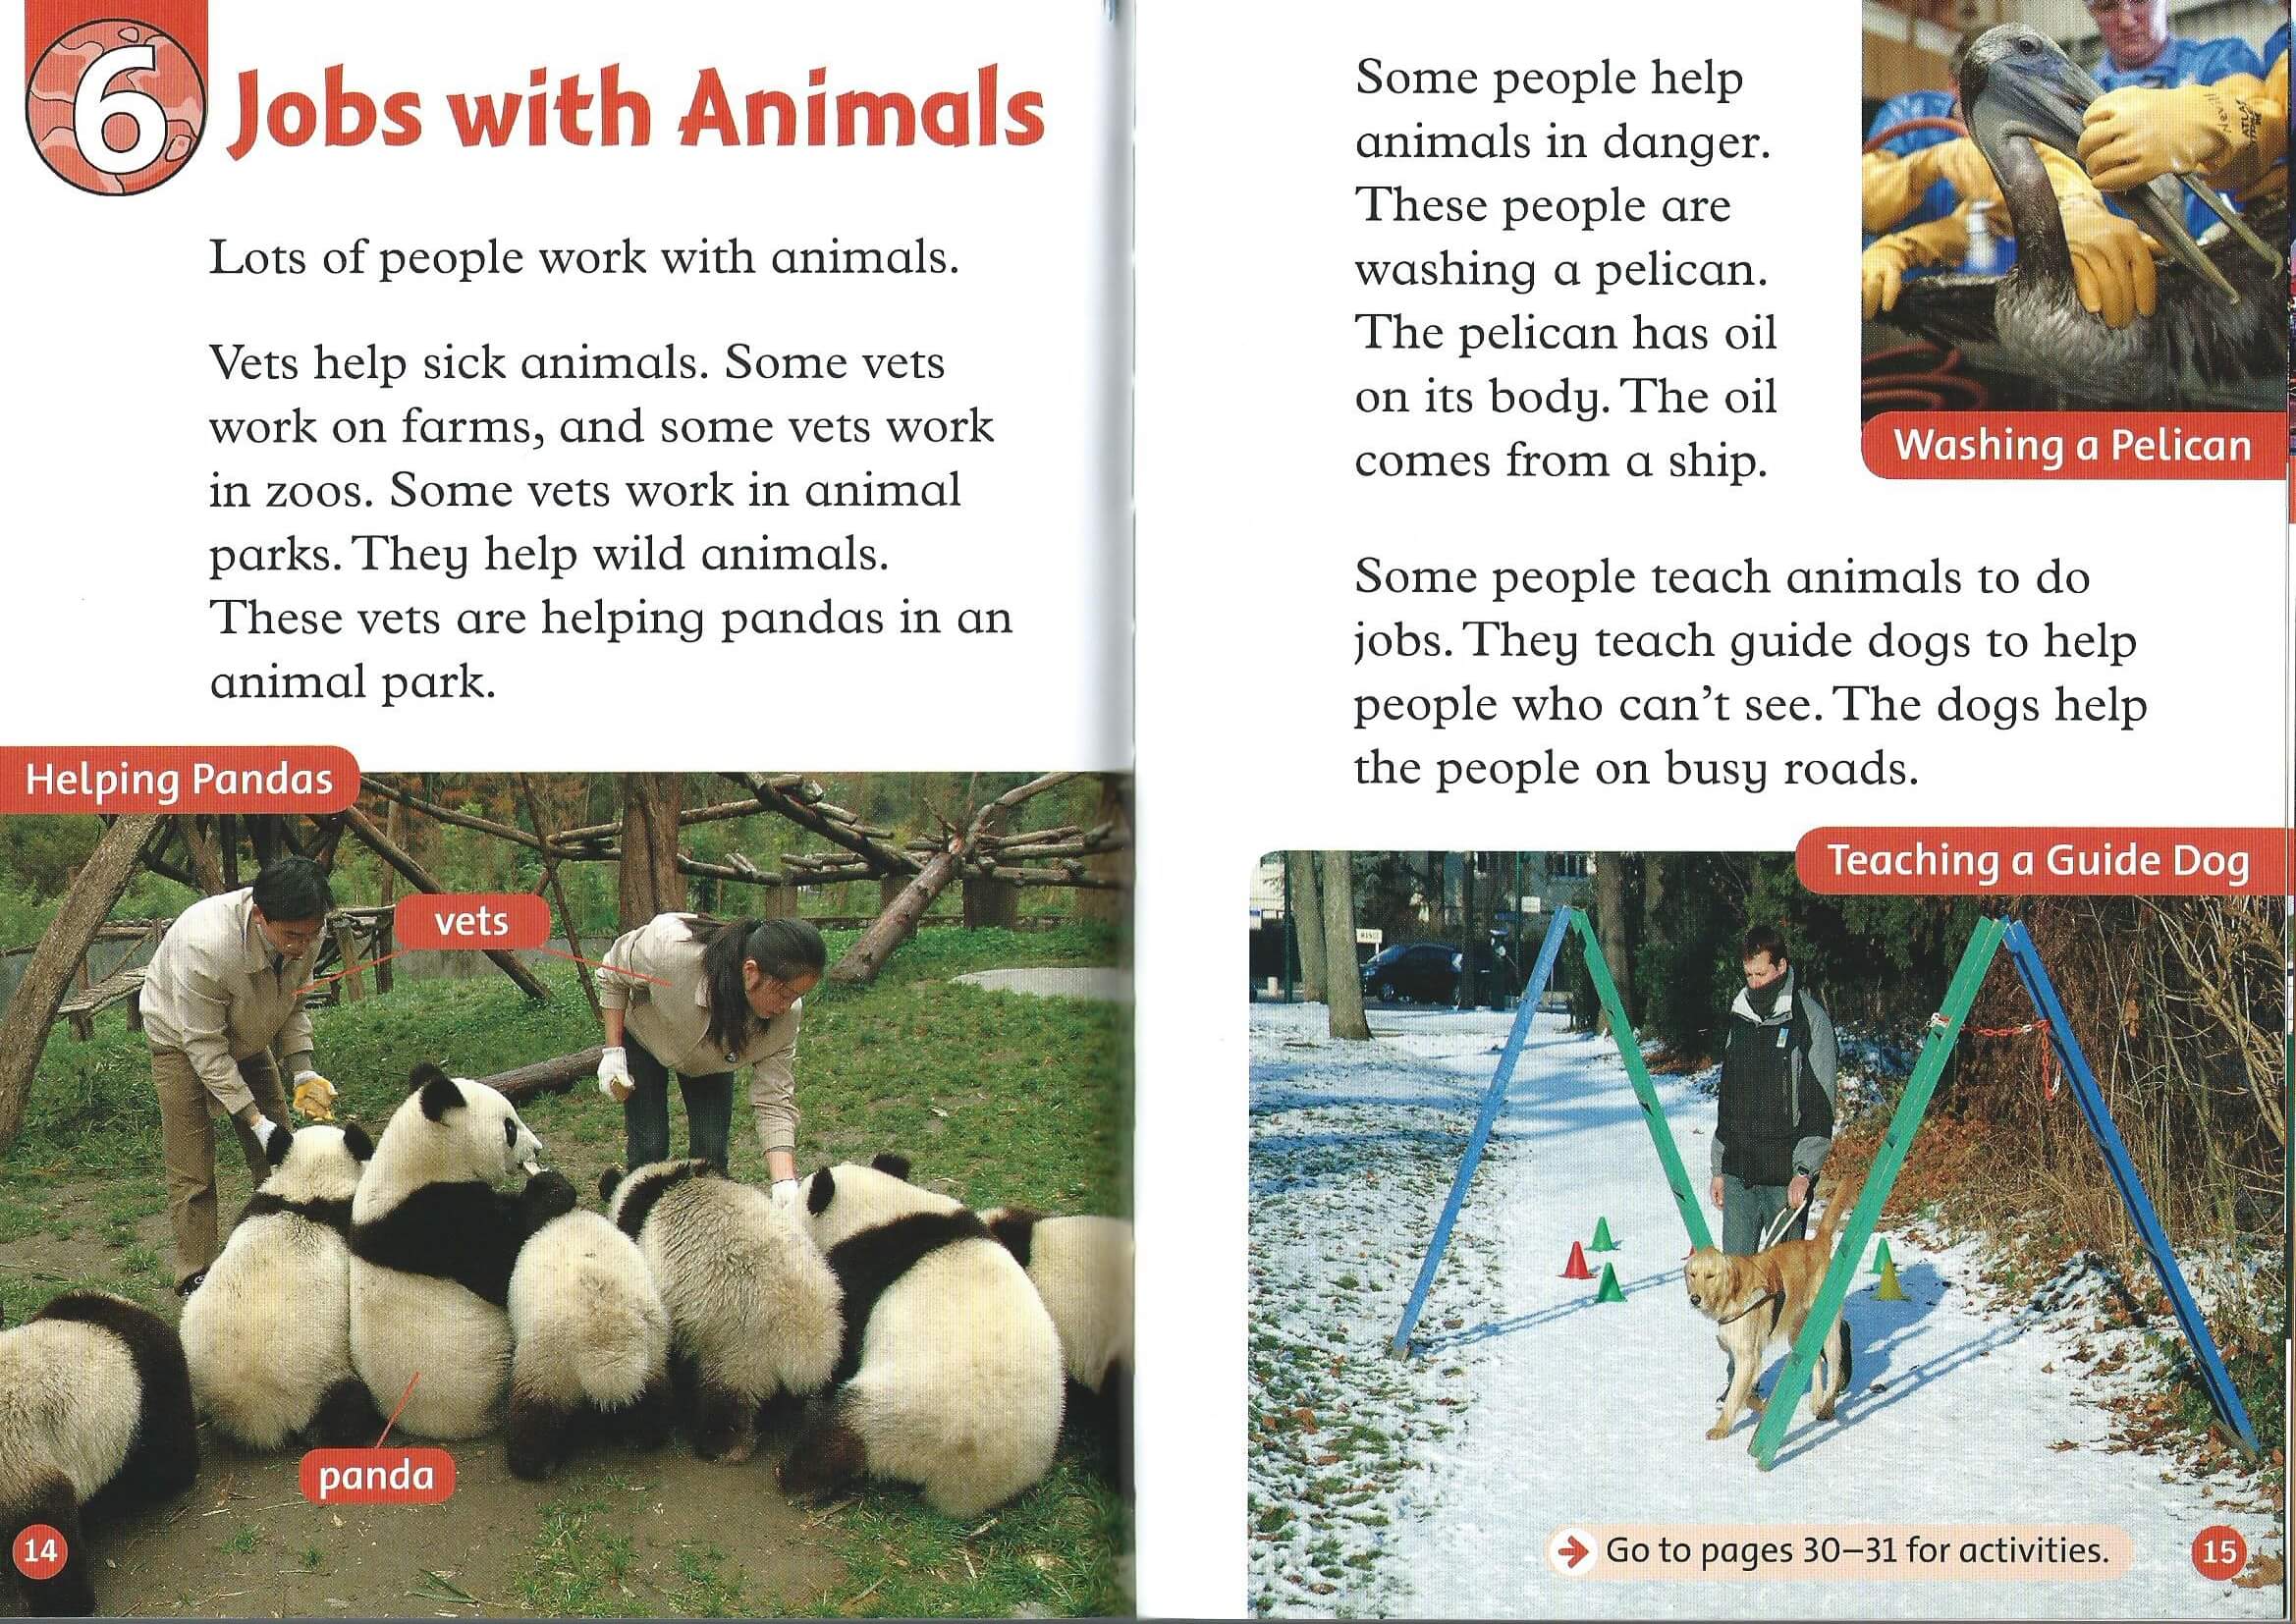 6
Jobs with Animals
Lots of people work with animals.
Vets help sick animals. Some vets
work on farms, and some vets work
in zoos. Some vets work in animal
parks. They help wild animals.
These vets are helping pandas in an
animal park.
Helping Pandas
vets
panda
14
Some people help
animals in danger.
These people are
washing a pelican.
The pelican has oil
on its body. The oil
comes from a ship.
Washing a Pelican
Some people teach animals to do
jobs. They teach guide dogs to help
people who can't see. The dogs help
the people on busy roads.
Teaching a Guide Dog
Go to pages 30–31 for activities.
15